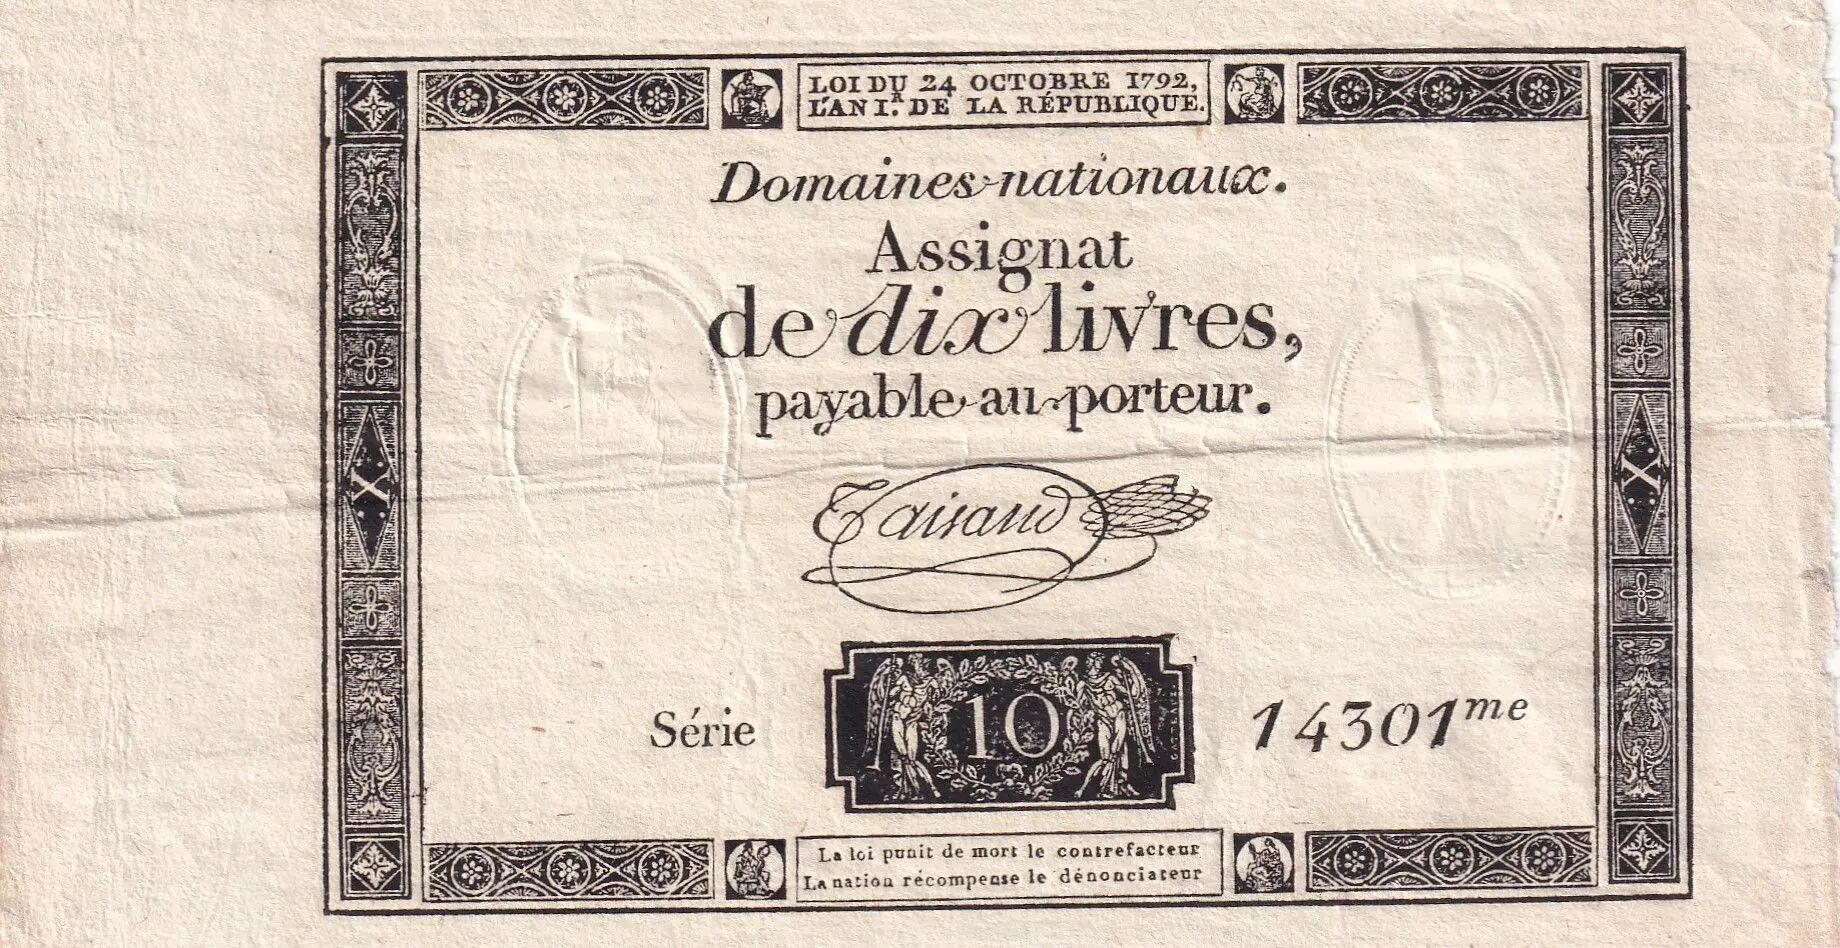 LOI DU 24 OCTOBRE 1792,
L'AN I.R DE LA RÉPUBLIQUE.
Domaines nationaux.
Assignat
de dix livres,
payable au porteur.
Taisaud
X
X
Série
10
14301me
La loi punit de mort le contrefacteur
La nation récompense le dénonciateur